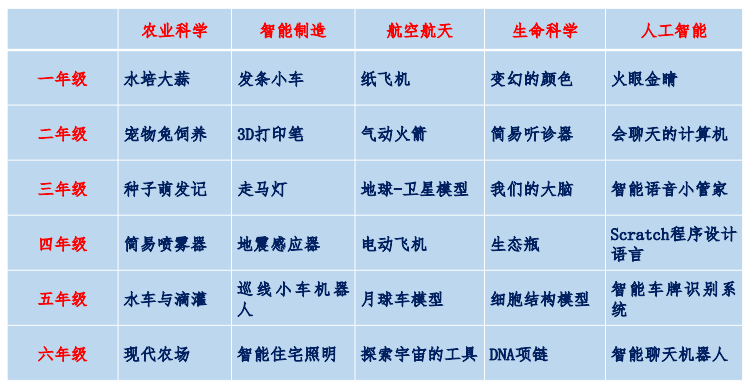 农业科学 智能制造 航空航天 生命科学 人工智能
一年级 水培大蒜 发条小车 纸飞机 变幻的颜色 火眼金睛
二年级 宠物兔饲养 3D打印笔 气动火箭 简易听诊器 会聊天的计算机
三年级 种子萌发记 走马灯 地球-卫星模型 我们的大脑 智能语音小管家
四年级 简易喷雾器 地震感应器 电动飞机 生态瓶 Scratch程序设计
语言
五年级 水车与滴灌 巡线小车机器 月球车模型 细胞结构模型 智能车牌识别系
人 统
六年级 现代农场 智能住宅照明 探索宇宙的工具 DNA项链 智能聊天机器人